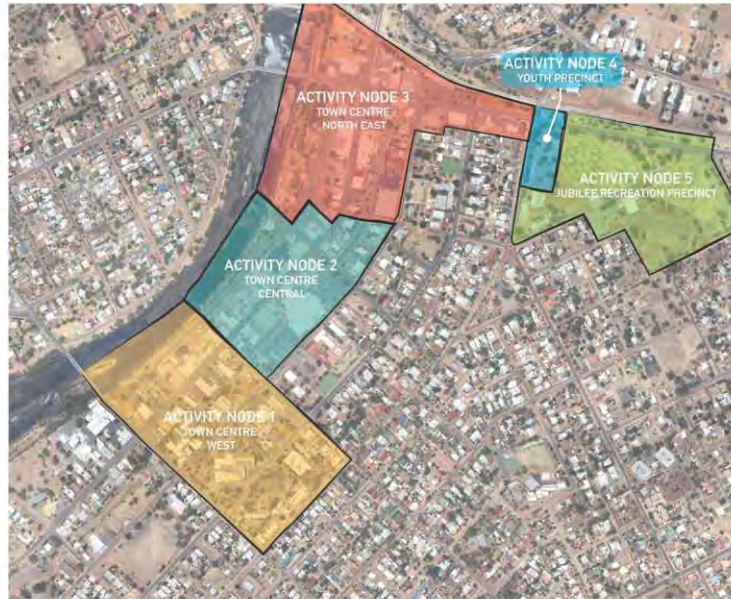 ACTIVITY NODE 4
YOUTH PRECINCT
ACTIVITY NODE 3
TOWN CENTRE
NORTH EAST
ACTIVITY NODE 5
JUBILEE RECREATION PRECINCT
ACTIVITY NODE 2
TOWN CENTRE
CENTRAL
ACTIVITY NODE 1
TOWN CENTRE
WEST